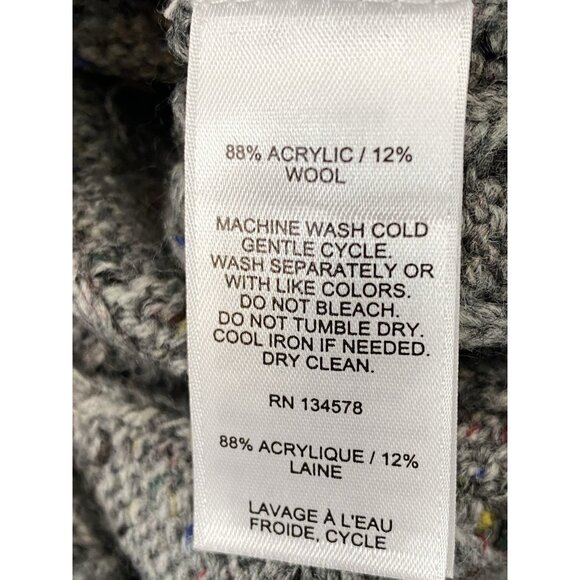 88% ACRYLIC / 12%
WOOL
MACHINE WASH COLD
GENTLE CYCLE.
WASH SEPARATELY OR
WITH LIKE COLORS.
DO NOT BLEACH.
DO NOT TUMBLE DRY.
COOL IRON IF NEEDED.
DRY CLEAN.
RN 134578
88% ACRYLIQUE / 12%
LAINE
LAVAGE À L'EAU
FROIDE, CYCLE